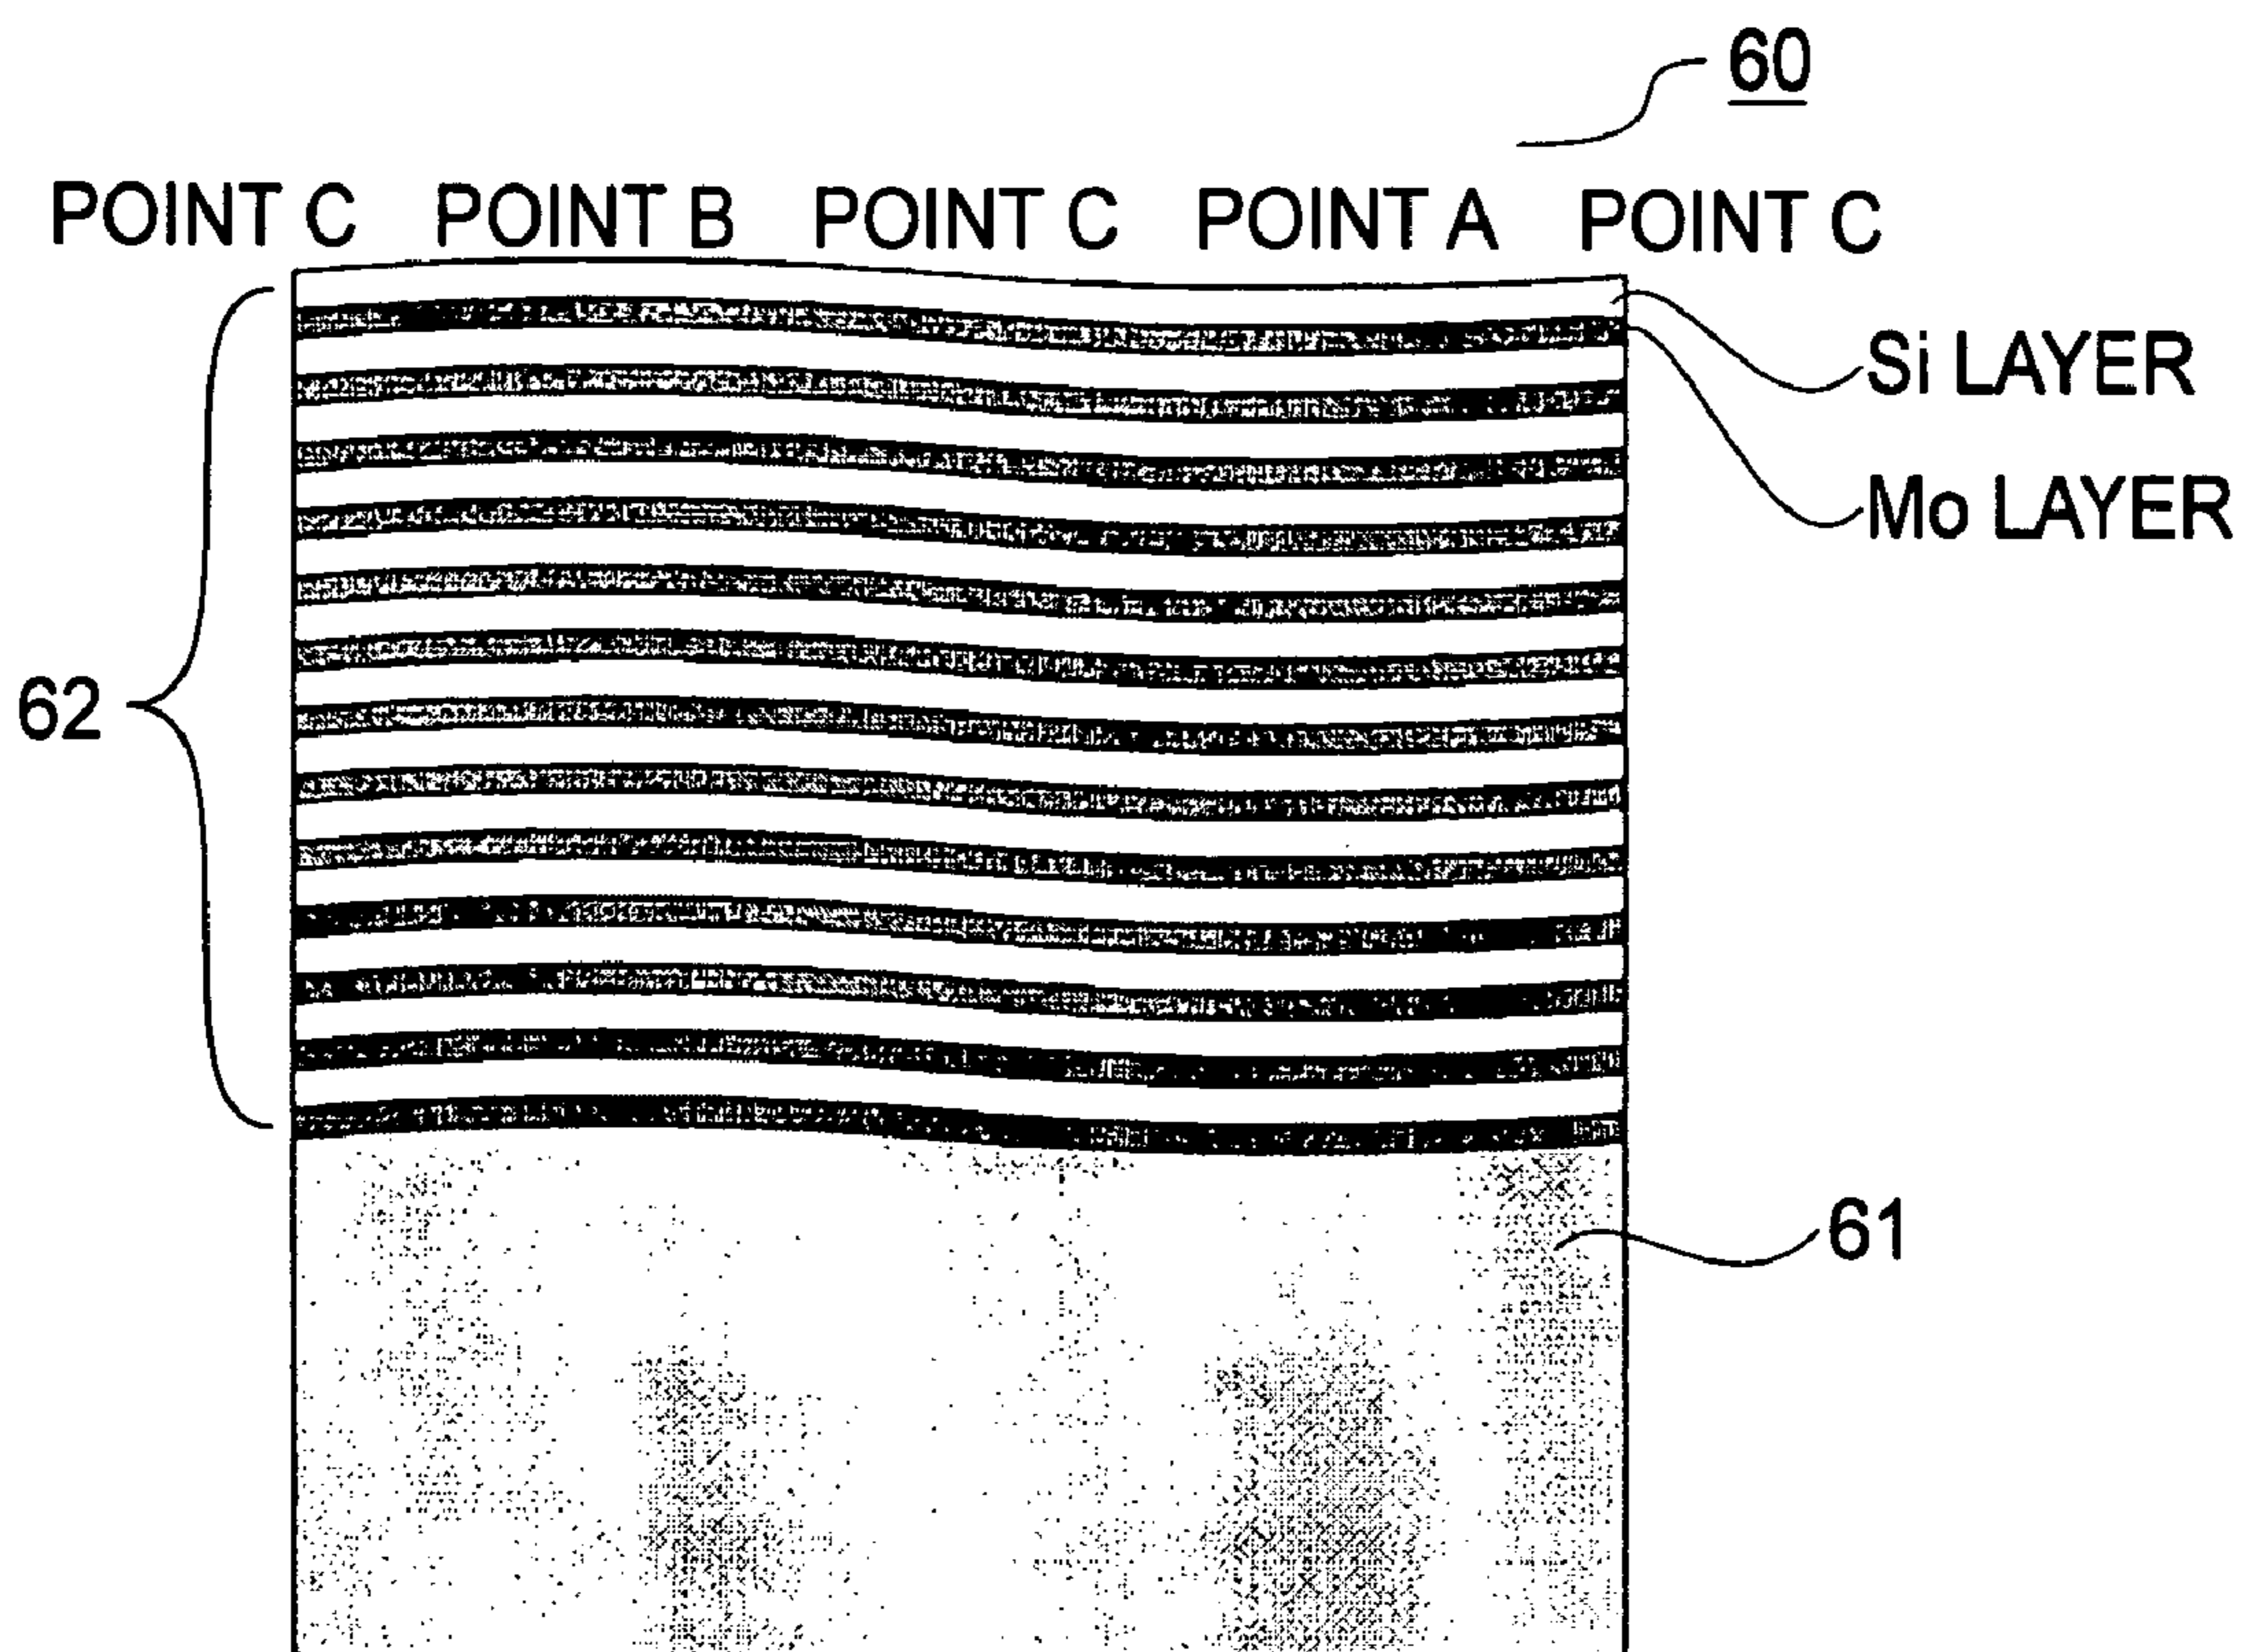 60
POINT C POINT B POINT C POINT A POINT C
Si LAYER
Mo LAYER
62
61